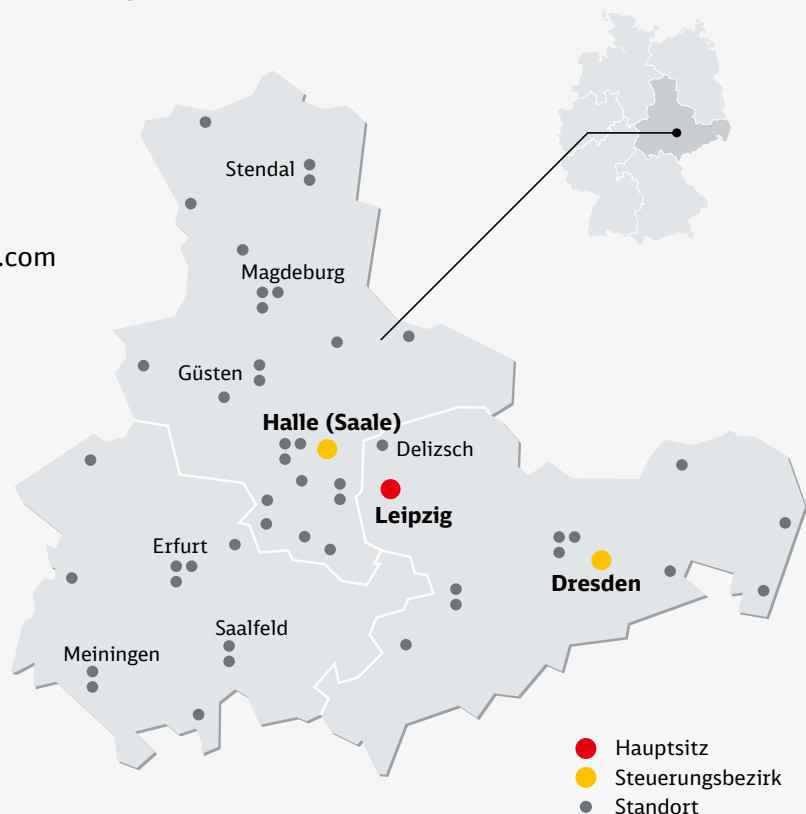 Stendal
.com
Magdeburg
Güsten
Halle (Saale)
Delizsch
Leipzig
Erfurt
Dresden
Saalfeld
Meiningen
Hauptsitz
Steuerungsbezirk
Standort